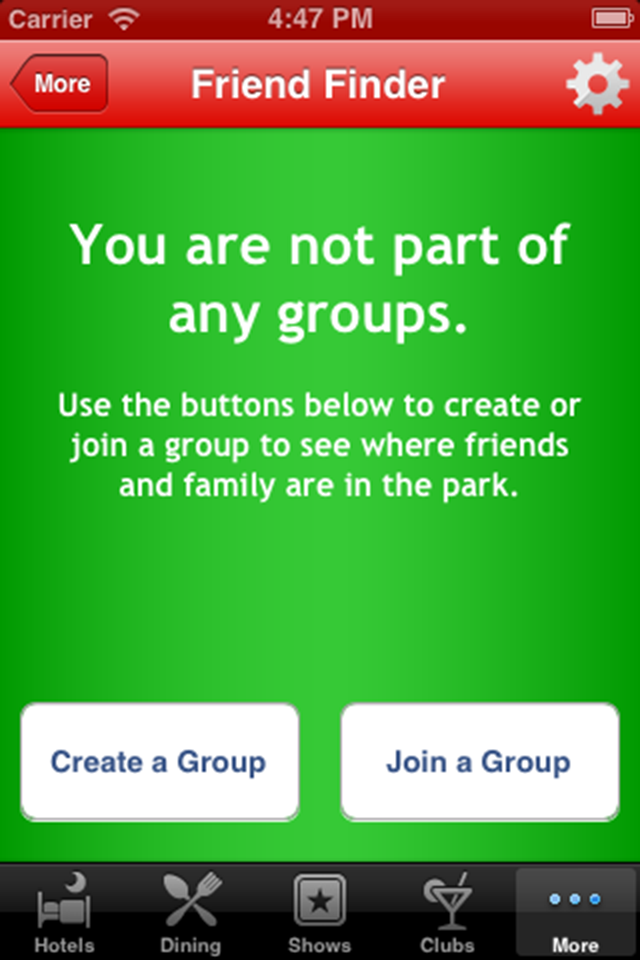 Carrier 4:47 PM
More Friend Finder
You are not part of
any groups.
Use the buttons below to create or
join a group to see where friends
and family are in the park.
Create a Group Join a Group
Hotels Dining Shows Clubs More